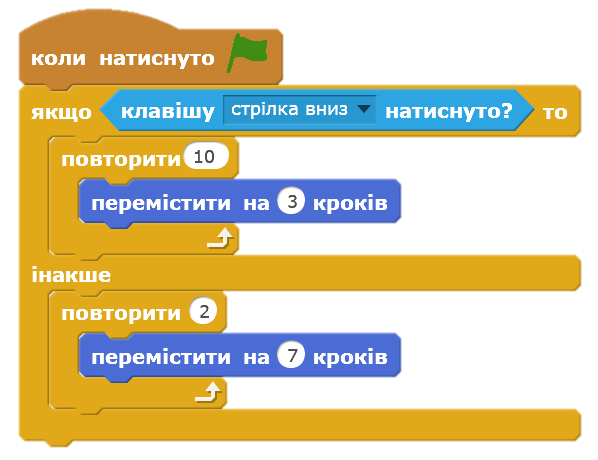 коли натиснуто
якщо клавішу стрілка вниз натиснуто? то
повторити 10
перемістити на 3 кроків
інакше
повторити 2
перемістити на 7 кроків